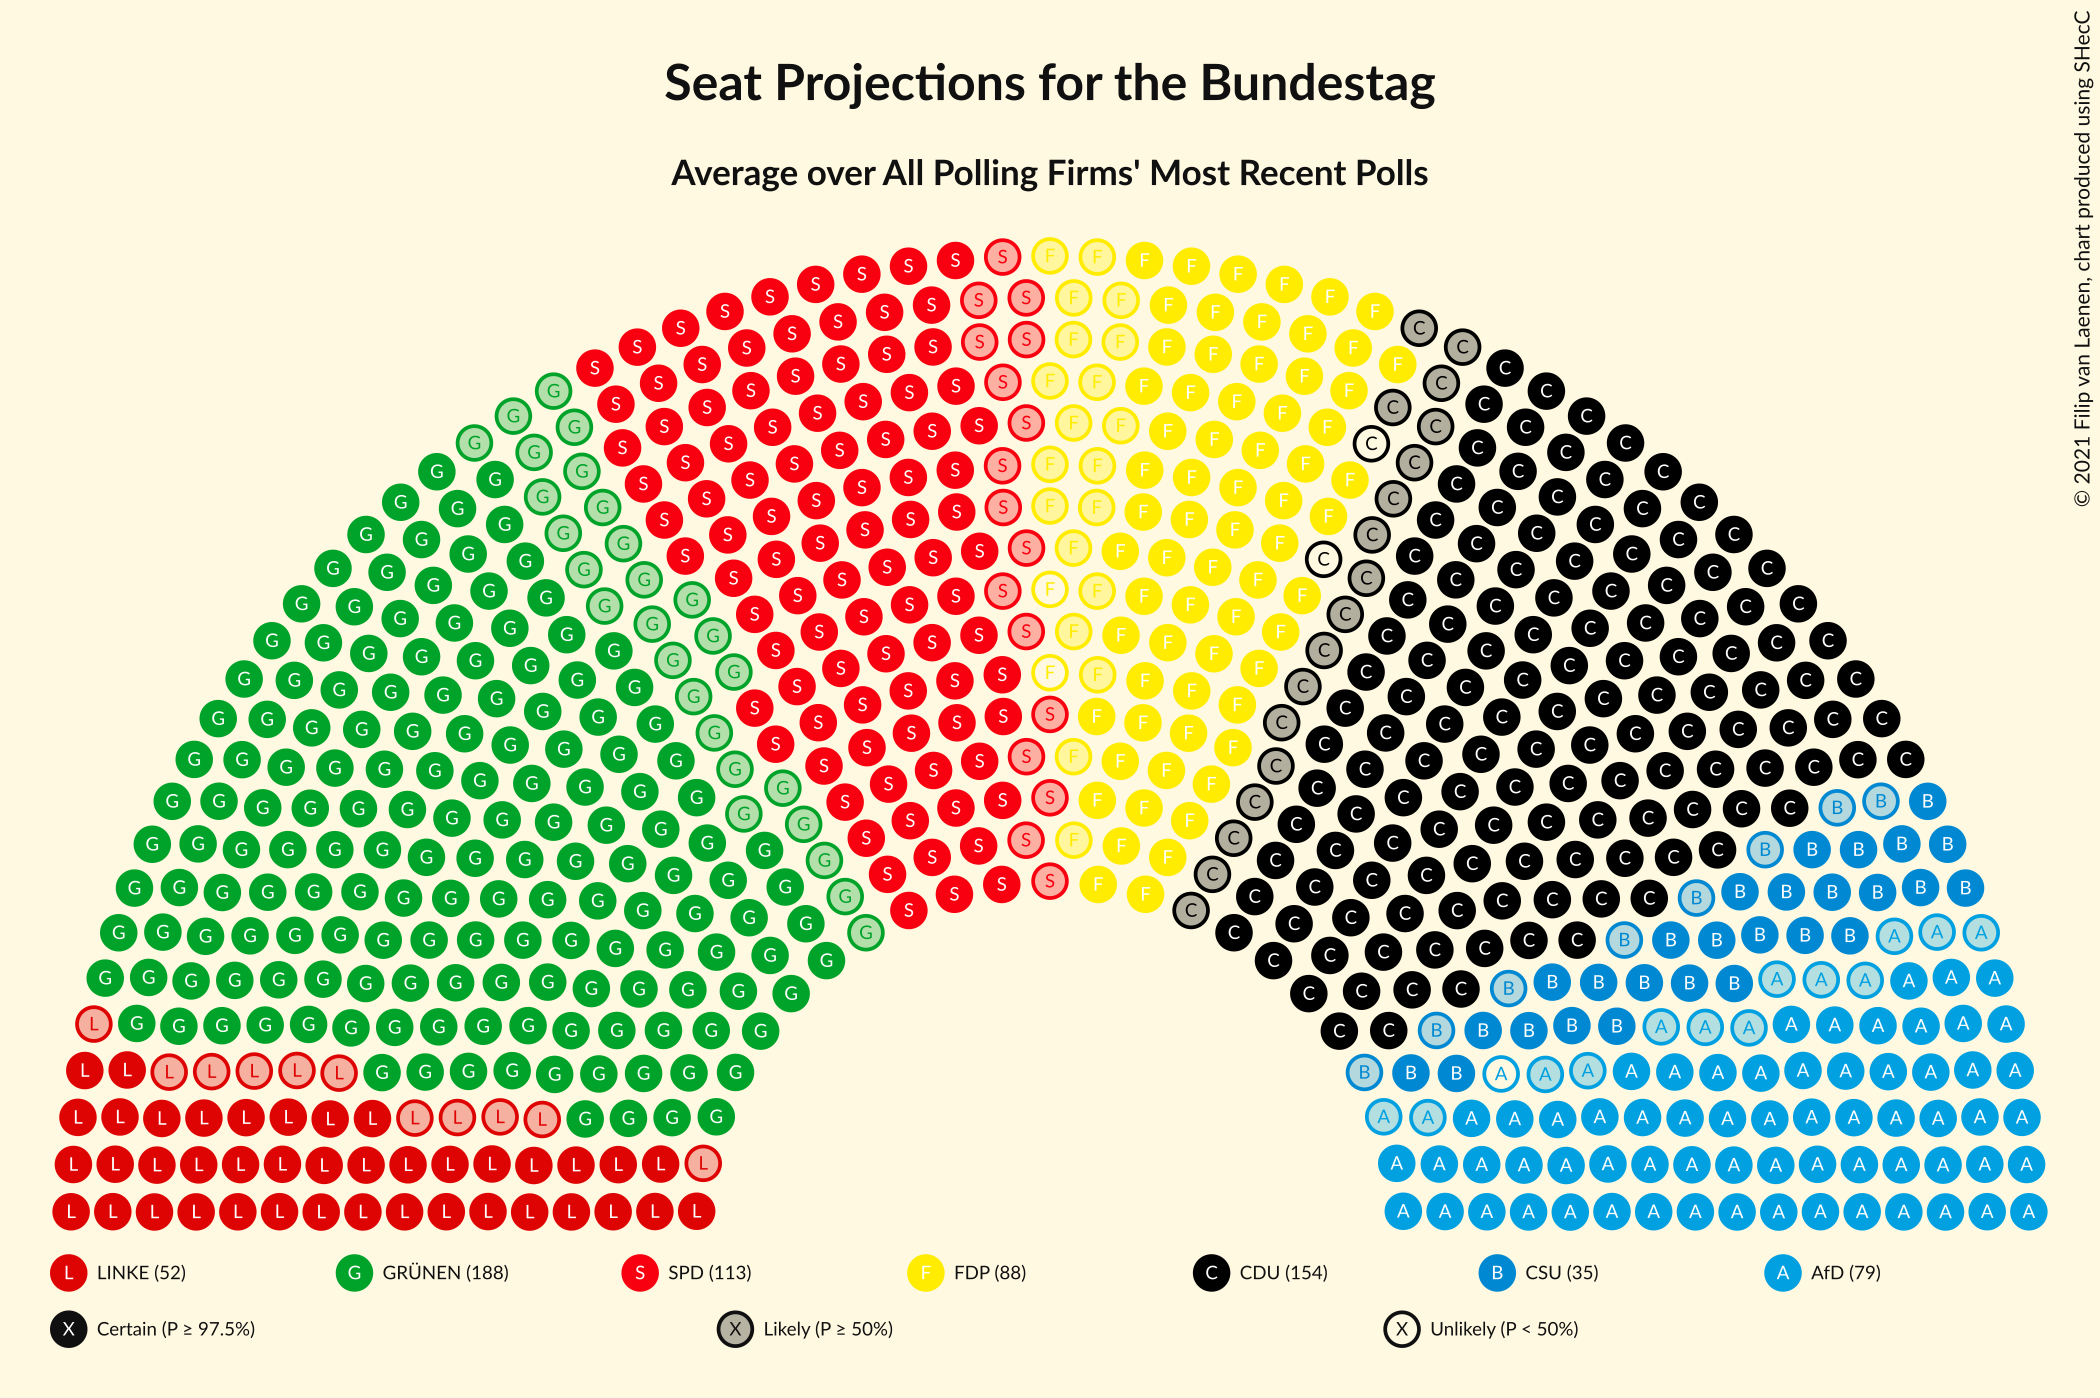 Seat Projections for the Bundestag
Average over All Polling Firms' Most Recent Polls
© 2021 Filip van Laenen, chart produced using SHecC
L LINKE (52) G GRÜNEN (188) S SPD (113) F FDP (88) C CDU (154) B CSU (35) A AfD (79)
X Certain (P ≥ 97.5%) X Likely (P ≥ 50%) X Unlikely (P < 50%)